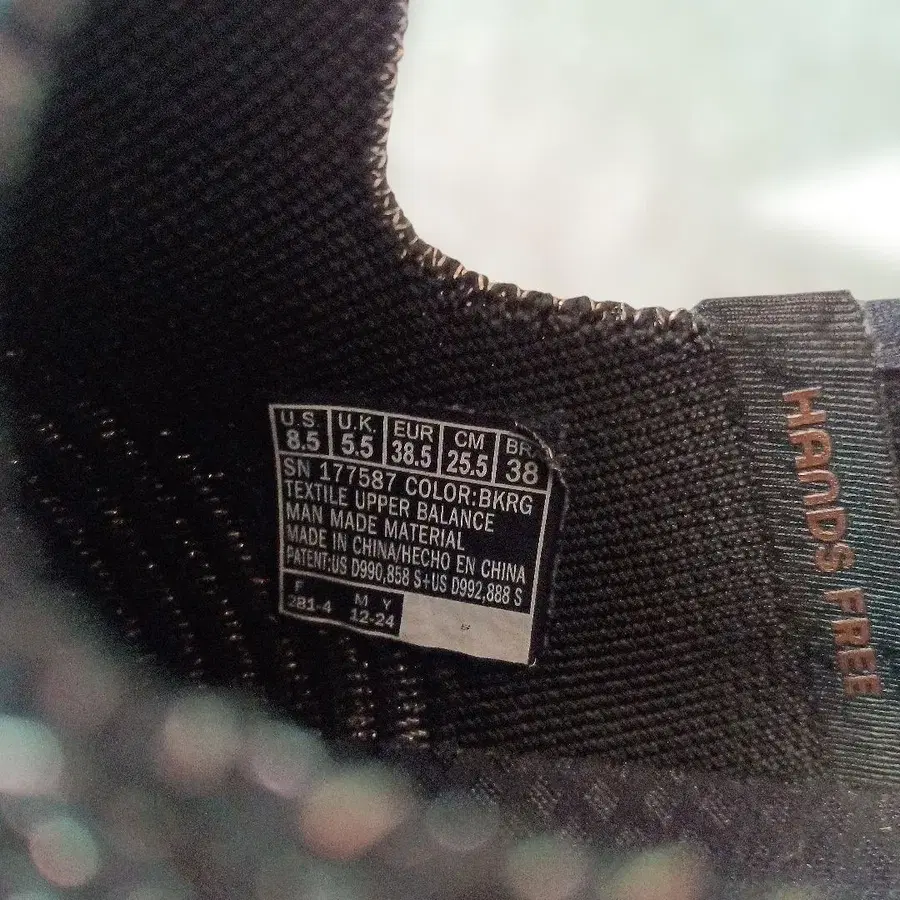 U.S. U.K. EUR CM BR
8.5 5.5 38.5 25.5 38
SN 177587 COLOR:BKRG
TEXTILE UPPER BALANCE
MAN MADE MATERIAL
MADE IN CHINA/HECHO EN CHINA
PATENT:US D990,858 S+US D992,888 S
F M Y
281-4 12-24
HANDS FREE